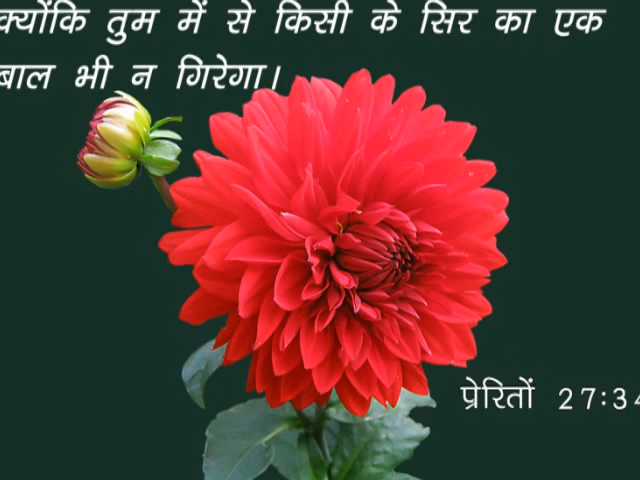 क्योंकि तुम में से किसी के सिर का एक
बाल भी न गिरेगा।
प्रेरितों 27:34